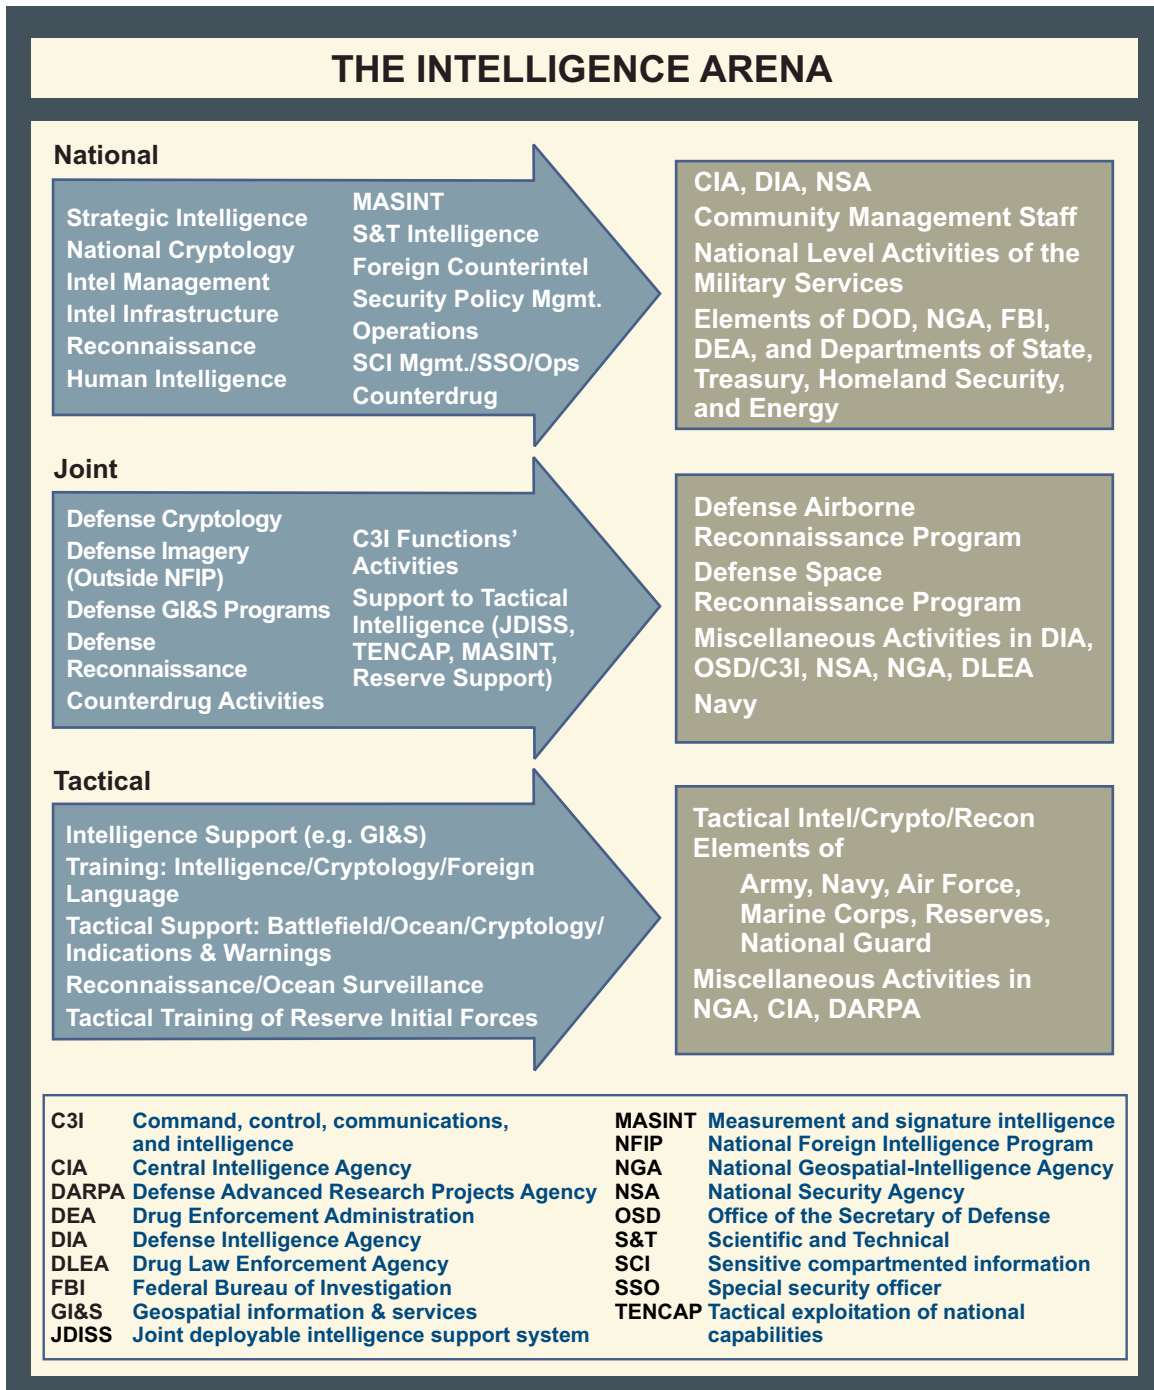 THE INTELLIGENCE ARENA
National
Strategic Intelligence
National Cryptology
Intel Management
Intel Infrastructure
Reconnaissance
Human Intelligence
MASINT
S&T Intelligence
Foreign Counterintel
Security Policy Mgmt.
Operations
SCI Mgmt./SSO/Ops
Counterdrug
CIA, DIA, NSA
Community Management Staff
National Level Activities of the
Military Services
Elements of DOD, NGA, FBI,
DEA, and Departments of State,
Treasury, Homeland Security,
and Energy
Joint
Defense Cryptology
Defense Imagery
(Outside NFIP)
Defense GI&S Programs
Defense
Reconnaissance
Counterdrug Activities
C3I Functions’
Activities
Support to Tactical
Intelligence (JDISS,
TENCAP, MASINT,
Reserve Support)
Defense Airborne
Reconnaissance Program
Defense Space
Reconnaissance Program
Miscellaneous Activities in DIA,
OSD/C3I, NSA, NGA, DLEA
Navy
Tactical
Intelligence Support (e.g. GI&S)
Training: Intelligence/Cryptology/Foreign
Language
Tactical Support: Battlefield/Ocean/Cryptology/
Indications & Warnings
Reconnaissance/Ocean Surveillance
Tactical Training of Reserve Initial Forces
Tactical Intel/Crypto/Recon
Elements of
Army, Navy, Air Force,
Marine Corps, Reserves,
National Guard
Miscellaneous Activities in
NGA, CIA, DARPA
C3I Command, control, communications,
and intelligence
CIA Central Intelligence Agency
DARPA Defense Advanced Research Projects Agency
DEA Drug Enforcement Administration
DIA Defense Intelligence Agency
DLEA Drug Law Enforcement Agency
FBI Federal Bureau of Investigation
GI&S Geospatial information & services
JDISS Joint deployable intelligence support system
MASINT Measurement and signature intelligence
NFIP National Foreign Intelligence Program
NGA National Geospatial-Intelligence Agency
NSA National Security Agency
OSD Office of the Secretary of Defense
S&T Scientific and Technical
SCI Sensitive compartmented information
SSO Special security officer
TENCAP Tactical exploitation of national
capabilities